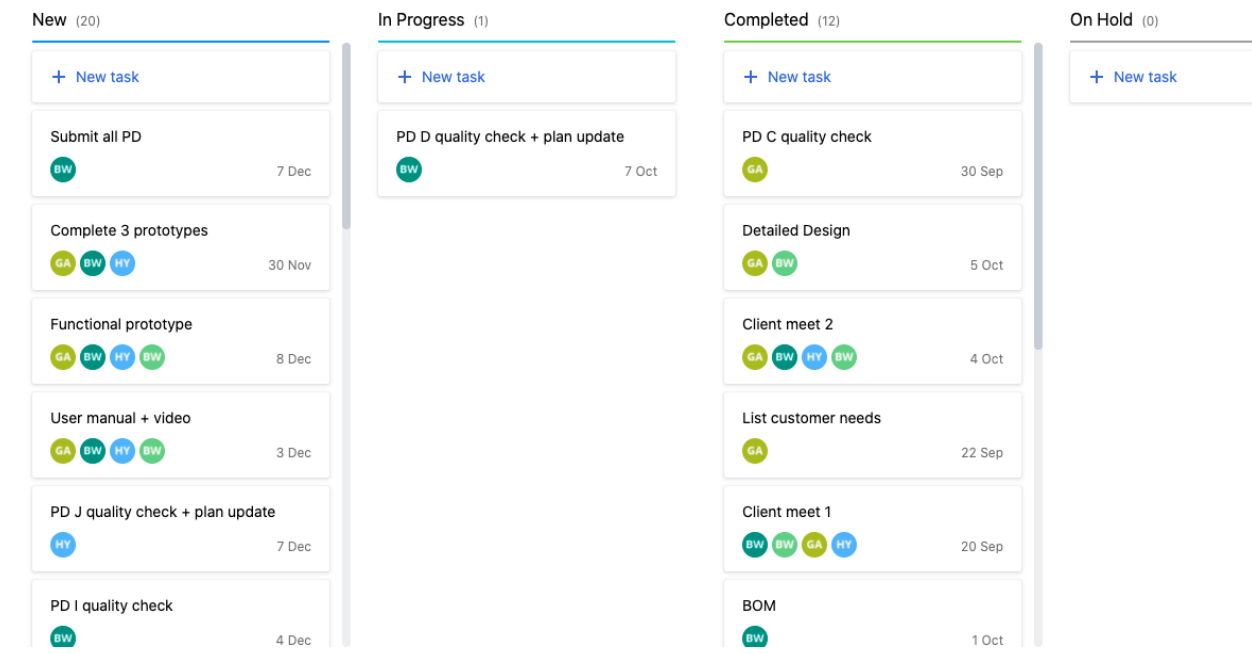 New (20)
+ New task
Submit all PD
BW 7 Dec
Complete 3 prototypes
GA BW HY 30 Nov
Functional prototype
GA BW HY BW 8 Dec
User manual + video
GA BW HY BW 3 Dec
PD J quality check + plan update
HY 7 Dec
PD I quality check
BW 4 Dec
In Progress (1)
+ New task
PD D quality check + plan update
BW 7 Oct
Completed (12)
+ New task
PD C quality check
GA 30 Sep
Detailed Design
GA BW 5 Oct
Client meet 2
GA BW HY BW 4 Oct
List customer needs
GA 22 Sep
Client meet 1
BW BW GA HY 20 Sep
BOM
BW 1 Oct
On Hold (0)
+ New task